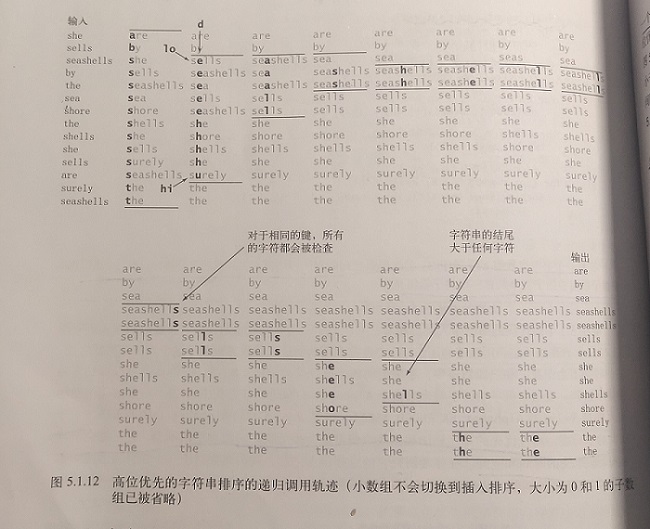 输入 d
she are are are are are are are are
sells by lo by by by by by by by
seashells she sells seashells sea sea sea sea sea
by sells seashells sea seashells seashells seashells seashells seashells
the seashells sea seashells seashells seashells seashells seashells seashells
sea sea sells sells sells sells sells sells sells
shore shore seashells sells sells sells sells sells sells
the shells she she she she she she she
shells she shore shore shore shore shore shells shells
she sells shells shells shells shells shells shore shore
sells surely she she she she she she she
are seashells surely surely surely surely surely surely surely
surely the hi the the the the the the the
seashells the the the the the the the the
对于相同的键，所有
的字符都会被检查
字符串的结尾
大于任何字符
输出
are are are are are are are are
by by by by by by by by
sea sea sea sea sea sea sea sea
seashells seashells seashells seashells seashells seashells seashells seashells
seashells seashells seashells seashells seashells seashells seashells seashells
sells sells sells sells sells sells sells sells
sells sells sells sells sells sells sells sells
she she she she she she she she
shells shells shells shells she she she she
she she she she shells shells shells shells
shore shore shore shore shore shore shore shore
surely surely surely surely surely surely surely surely
the the the the the the the the
the the the the the the the the
图 5.1.12 高位优先的字符串排序的递归调用轨迹（小数组不会切换到插入排序，大小为 0 和 1 的子数
组已被省略）